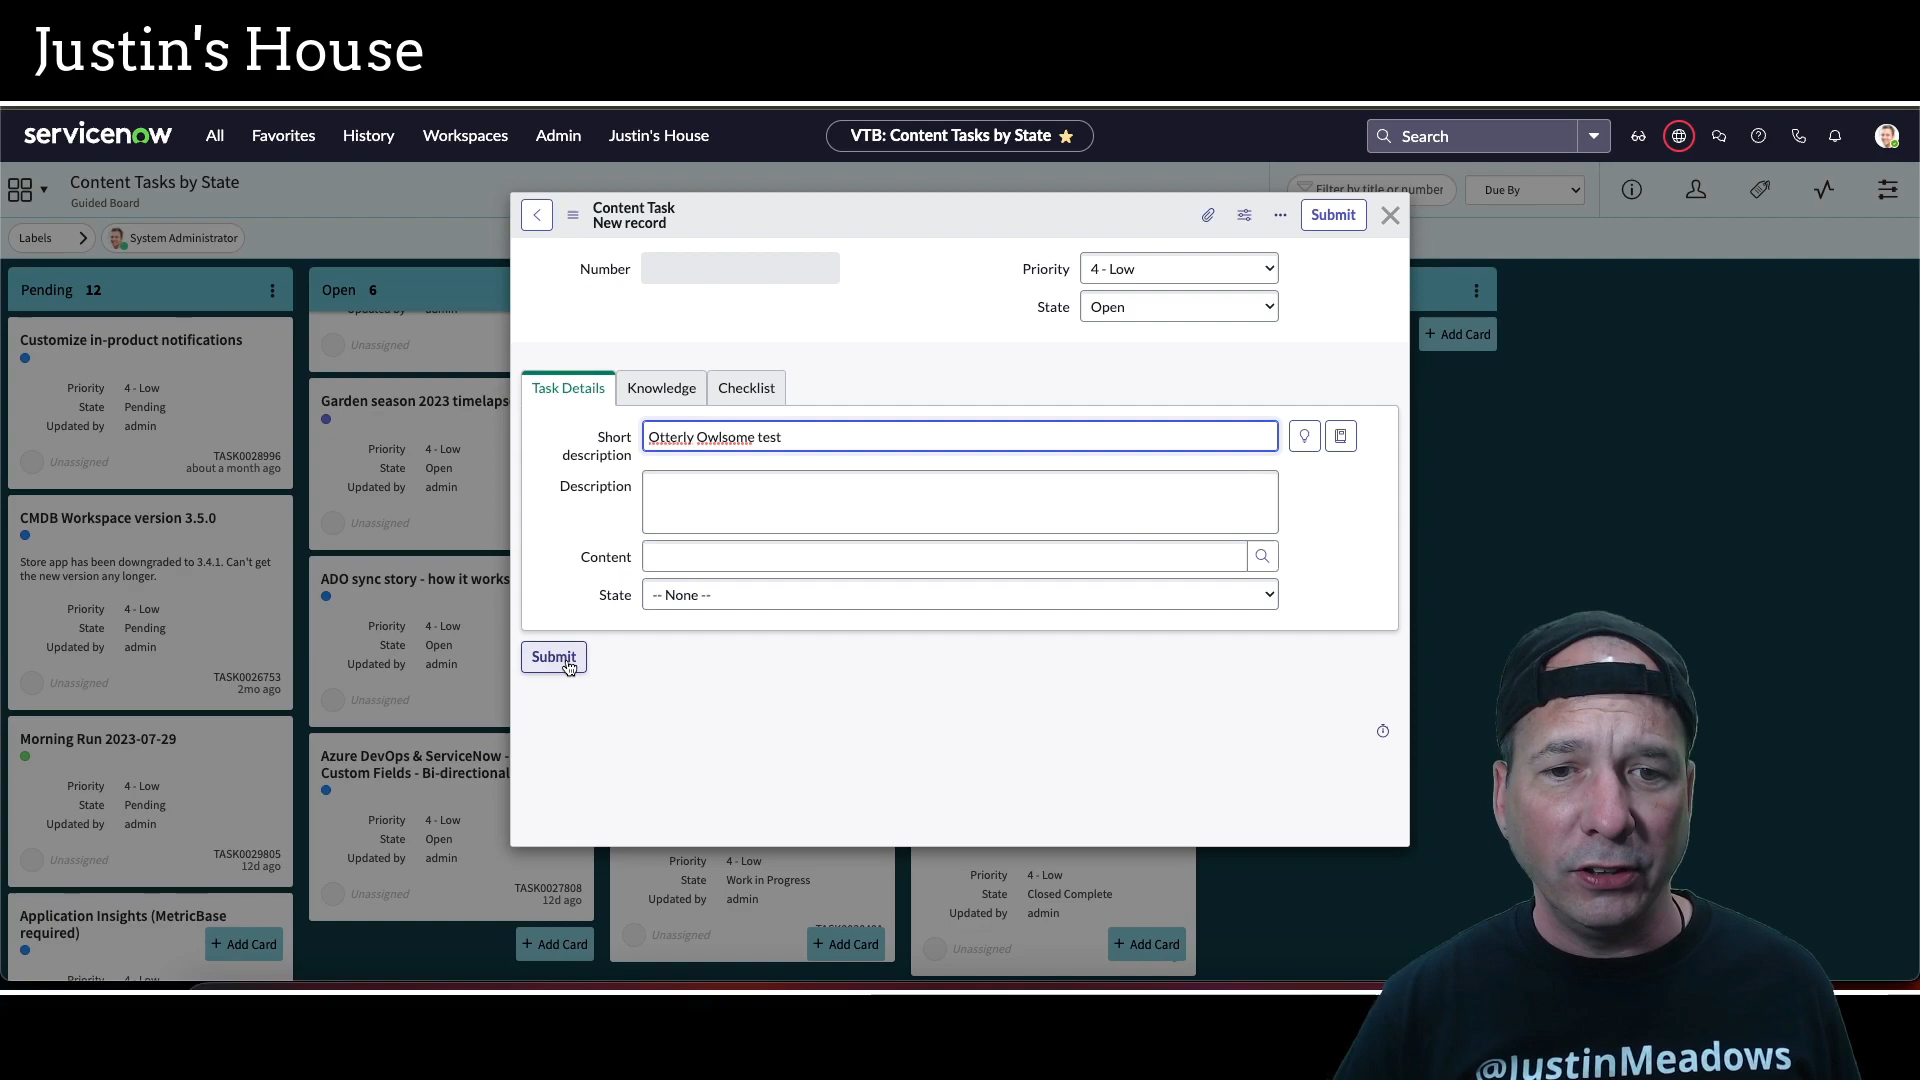 Justin's House
servicenow
All
Favorites
History
Workspaces
Admin
Justin's House
VTB: Content Tasks by State
Search
Content Tasks by State
Guided Board
Filter by title or number
Due By
Labels
System Administrator
Pending 12
Customize in-product notifications
Priority 4 - Low
State Pending
Updated by admin
Unassigned
TASK0028996
about a month ago
CMDB Workspace version 3.5.0
Store app has been downgraded to 3.4.1. Can't get
the new version any longer.
Priority 4 - Low
State Pending
Updated by admin
Unassigned
TASK0026753
2mo ago
Morning Run 2023-07-29
Priority 4 - Low
State Pending
Updated by admin
Unassigned
TASK0029805
12d ago
Application Insights (MetricBase
required)
+ Add Card
Priority 4 - Low
Open 6
Updated by admin
Unassigned
Garden season 2023 timelaps
Priority 4 - Low
State Open
Updated by admin
Unassigned
ADO sync story - how it works
Priority 4 - Low
State Open
Updated by admin
Unassigned
Azure DevOps & ServiceNow -
Custom Fields - Bi-directional
Priority 4 - Low
State Open
Updated by admin
Unassigned
TASK0027808
12d ago
+ Add Card
Content Task
New record
Submit
Number
Priority 4 - Low
State Open
Task Details
Knowledge
Checklist
Short
description
Otterly Owlsome test
Description
Content
State -- None --
Submit
Priority 4 - Low
State Work in Progress
Updated by admin
Unassigned
+ Add Card
Priority 4 - Low
State Closed Complete
Updated by admin
Unassigned
+ Add Card
+ Add Card
@JustinMeadows